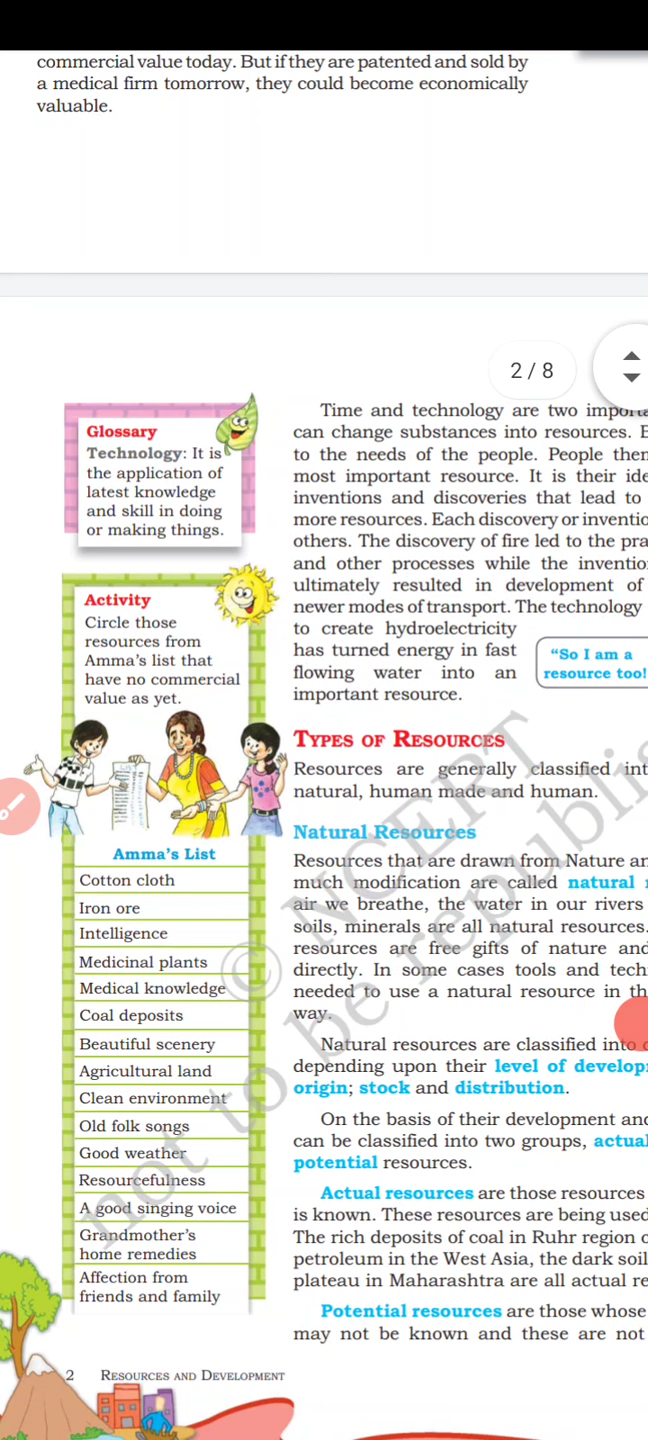 commercial value today. But if they are patented and sold by
a medical firm tomorrow, they could become economically
valuable.
2 / 8
Glossary
Technology: It is
the application of
latest knowledge
and skill in doing
or making things.
Activity
Circle those
resources from
Amma's list that
have no commercial
value as yet.
Amma's List
Cotton cloth
Iron ore
Intelligence
Medicinal plants
Medical knowledge
Coal deposits
Beautiful scenery
Agricultural land
Clean environment
Old folk songs
Good weather
Resourcefulness
A good singing voice
Grandmother's
home remedies
Affection from
friends and family
Time and technology are two
can change substances into resources.
to the needs of the people. People
most important resource. It is their
inventions and discoveries that lead to
more resources. Each discovery or
others. The discovery of fire led to the
and other processes while the
ultimately resulted in development of
newer modes of transport. The technology
to create hydroelectricity
has turned energy in fast
flowing water into an
important resource.
"So I am a
resource too!
TYPES OF RESOURCES
Resources are generally classified
natural, human made and human.
Natural Resources
Resources that are drawn from Nature
much modification are called natural
air we breathe, the water in our rivers
soils, minerals are all natural resources.
resources are free gifts of nature and
directly. In some cases tools and
needed to use a natural resource in
way.
Natural resources are classified into
depending upon their level of
origin; stock and distribution.
On the basis of their development
can be classified into two groups, actual
potential resources.
Actual resources are those resources
is known. These resources are being used
The rich deposits of coal in Ruhr region
petroleum in the West Asia, the dark
plateau in Maharashtra are all actual
Potential resources are those whose
may not be known and these are not
© NCERT
not to be
2 RESOURCES AND DEVELOPMENT